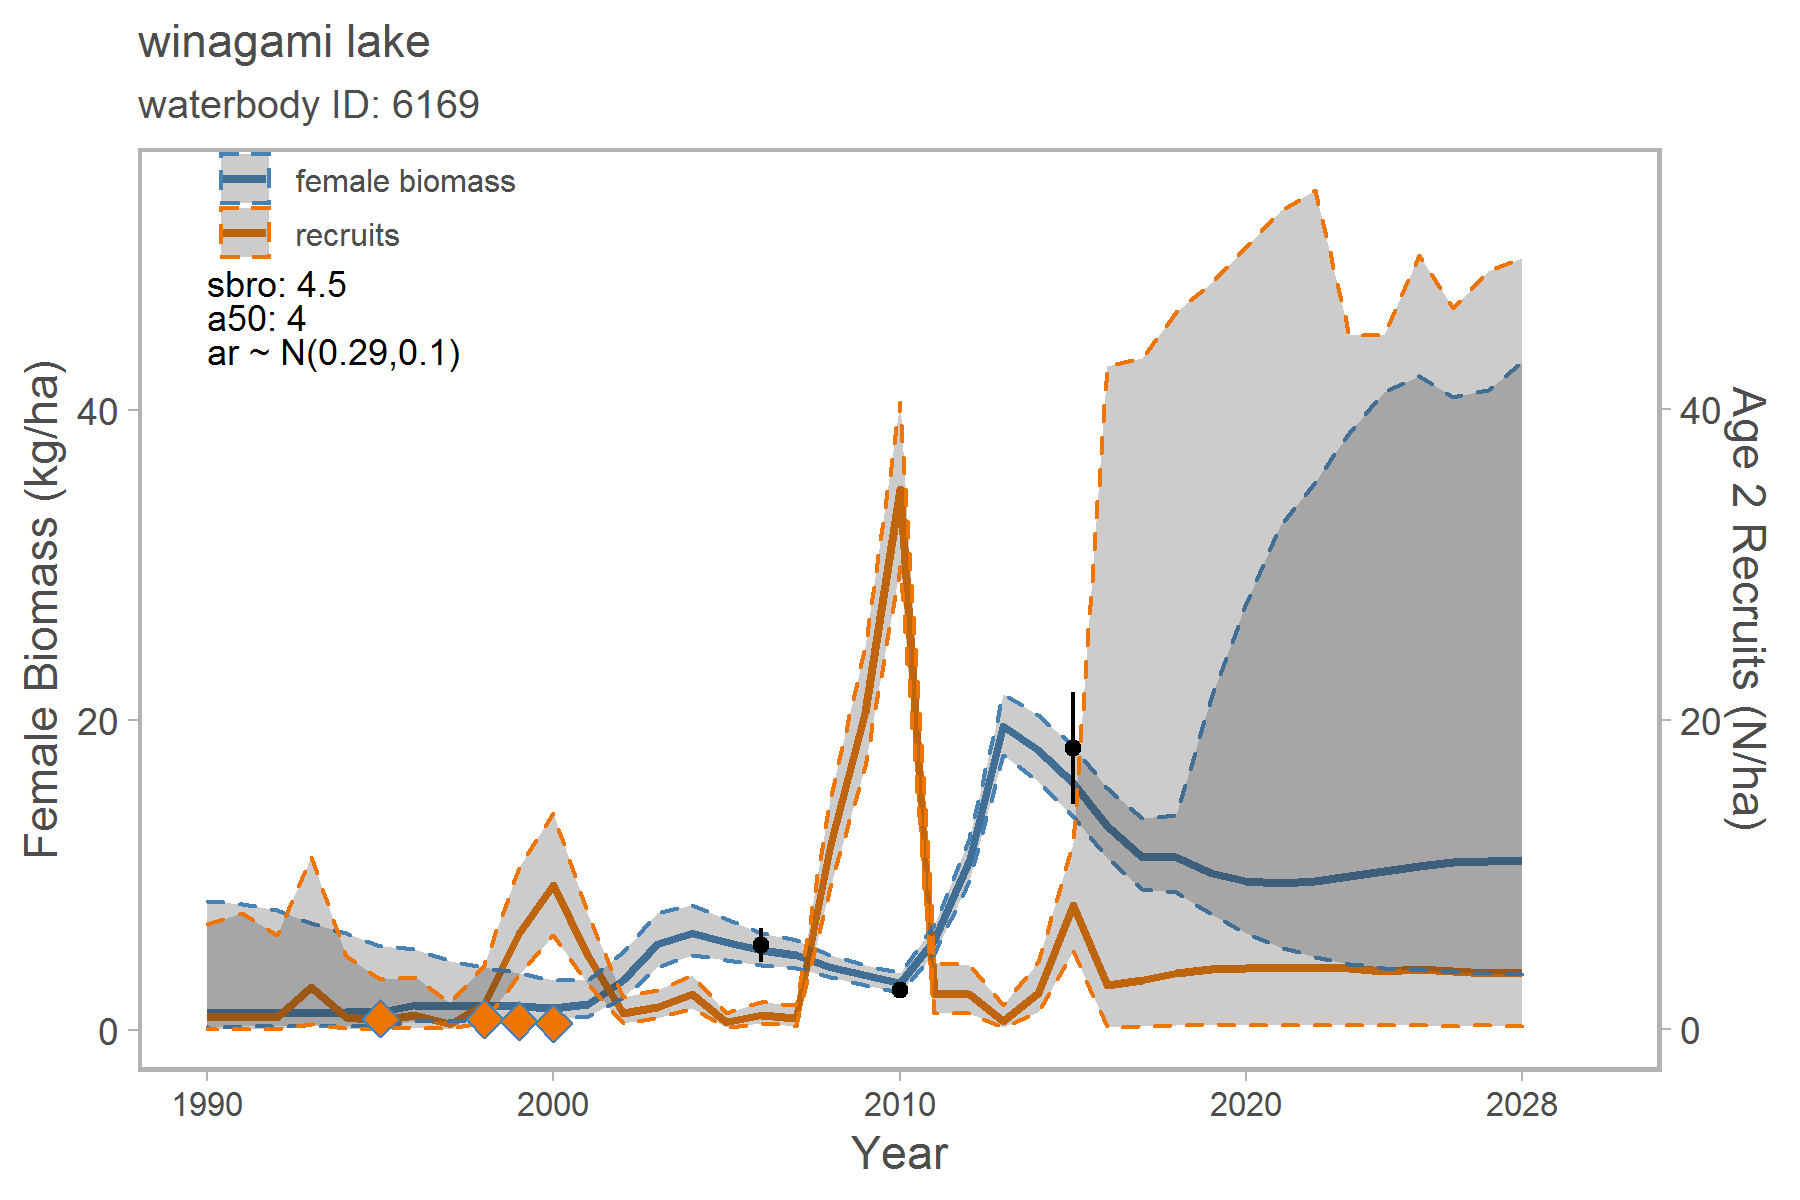 winagami lake
waterbody ID: 6169
female biomass
recruits
sbro: 4.5
a50: 4
ar ~ N(0.29,0.1)
Female Biomass (kg/ha)
40
20
0
40
20
0
Age 2 Recruits (N/ha)
1990
2000
2010
2020
2028
Year